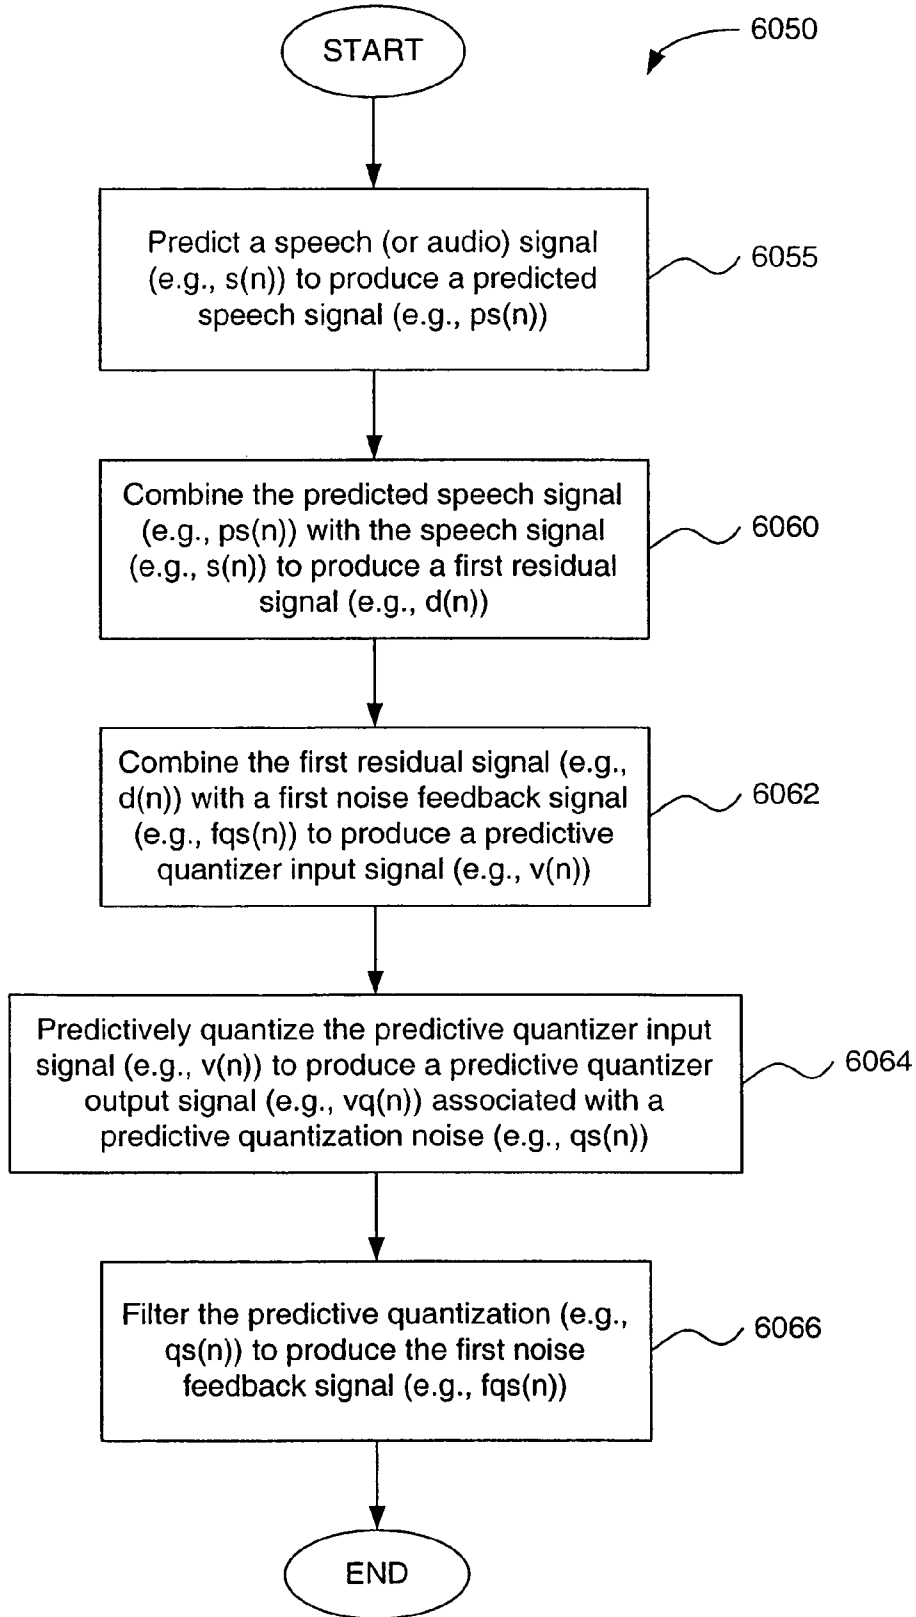 START
6050
Predict a speech (or audio) signal
(e.g., s(n)) to produce a predicted
speech signal (e.g., ps(n))
6055
Combine the predicted speech signal
(e.g., ps(n)) with the speech signal
(e.g., s(n)) to produce a first residual
signal (e.g., d(n))
6060
Combine the first residual signal (e.g.,
d(n)) with a first noise feedback signal
(e.g., fqs(n)) to produce a predictive
quantizer input signal (e.g., v(n))
6062
Predictively quantize the predictive quantizer input
signal (e.g., v(n)) to produce a predictive quantizer
output signal (e.g., vq(n)) associated with a
predictive quantization noise (e.g., qs(n))
6064
Filter the predictive quantization (e.g.,
qs(n)) to produce the first noise
feedback signal (e.g., fqs(n))
6066
END